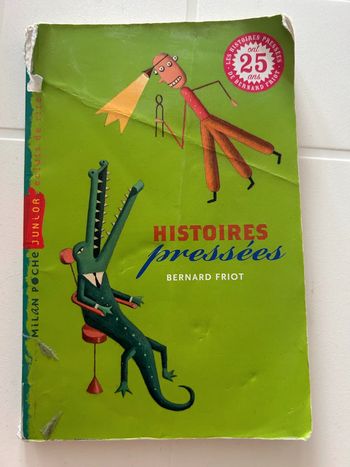 LES HISTOIRES PRESSÉES
ont
25
ans
DE BERNARD FRIOT
HISTOIRES
pressées
BERNARD FRIOT
MiLAN POCHE JUNIOR